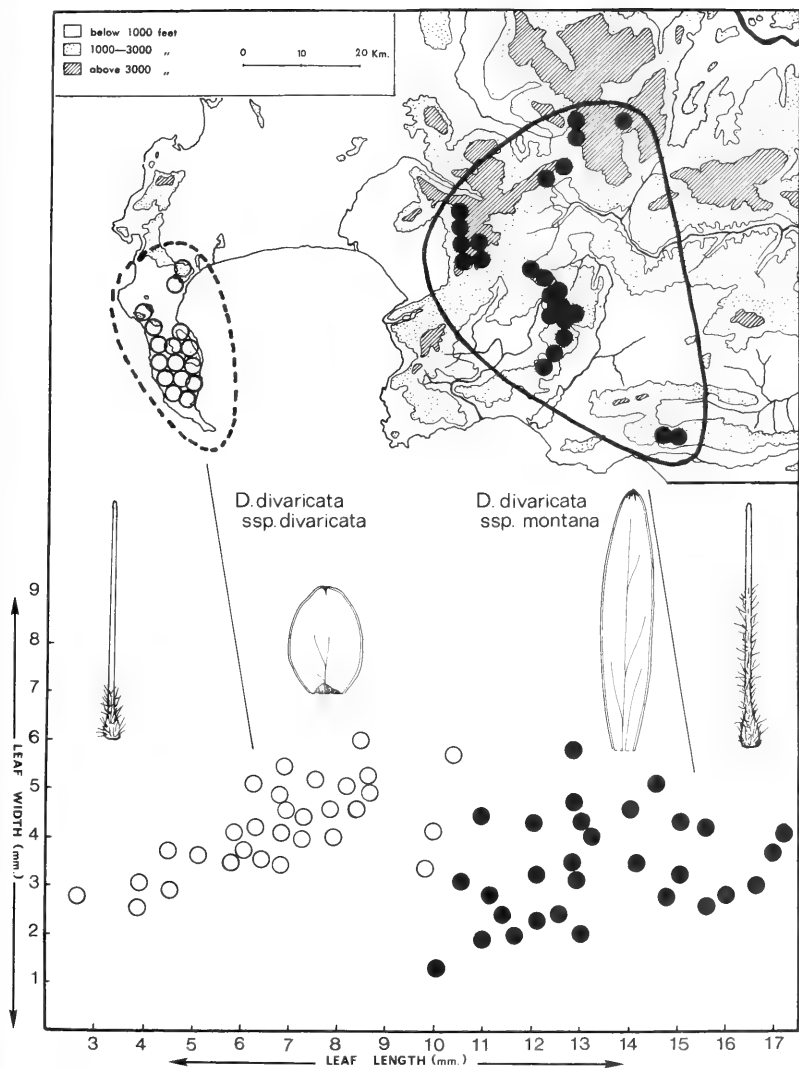 below 1000 feet
1000—3000 „
above 3000 „
0 10 20 Km.
D. divaricata
ssp. divaricata
D. divaricata
ssp. montana
9
8
7
6
5
4
3
2
1
LEAF WIDTH (mm.)
3 4 5 6 7 8 9 10 11 12 13 14 15 16 17
LEAF LENGTH (mm.)